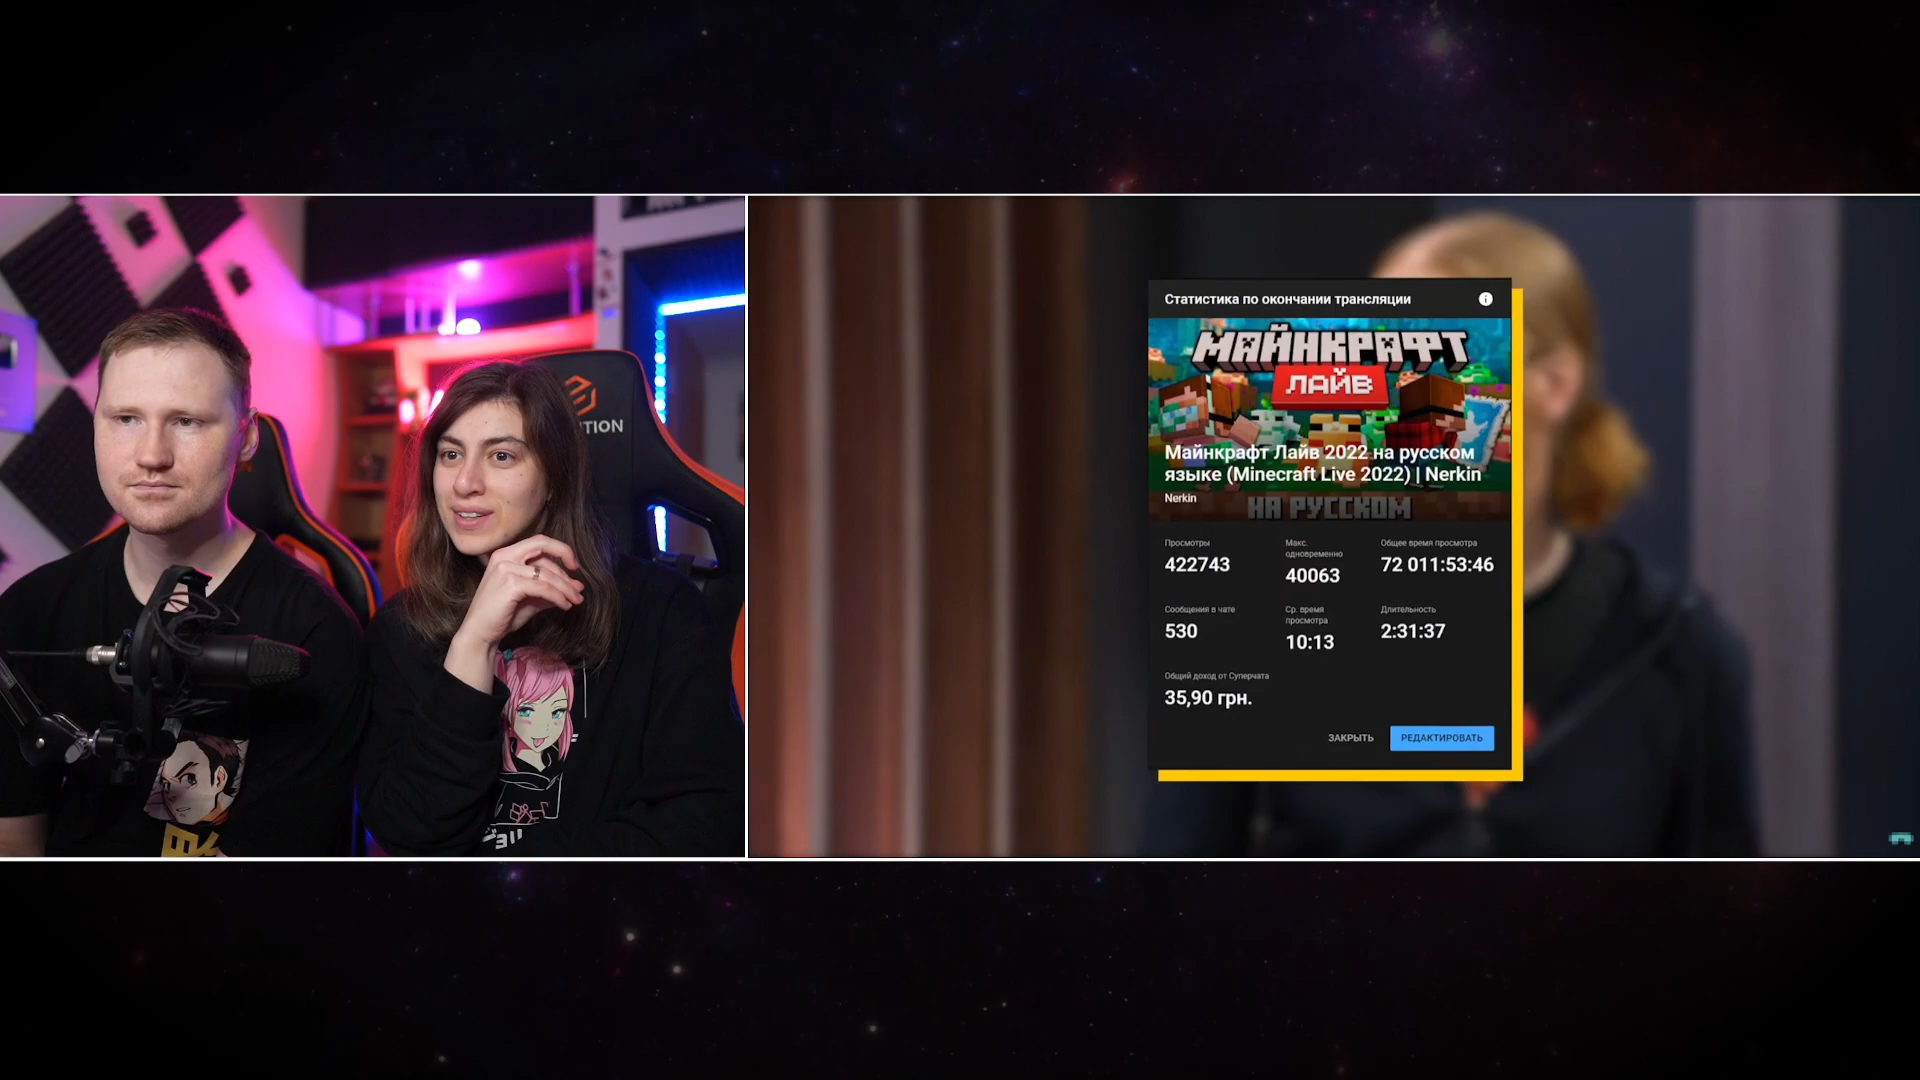 TION
Статистика по окончании трансляции
МАЙНКРАФТ
ЛАЙВ
Майнкрафт Лайв 2022 на русском
языке (Minecraft Live 2022) | Nerkin
Nerkin
НА РУССКОМ
Просмотры
422743
Макс.
одновременно
40063
Общее время просмотра
72 011:53:46
Сообщения в чате
530
Ср. время
просмотра
10:13
Длительность
2:31:37
Общий доход от Суперчата
35,90 грн.
ЗАКРЫТЬ
РЕДАКТИРОВАТЬ